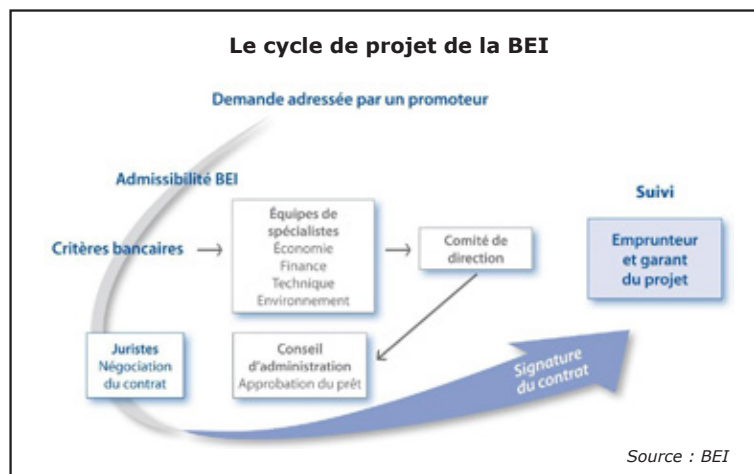 Le cycle de projet de la BEI
Demande adressée par un promoteur
Admissibilité BEI
Critères bancaires
Équipes de
spécialistes
Économie
Finance
Technique
Environnement
Comité de
direction
Suivi
Emprunteur
et garant
du projet
Juristes
Négociation
du contrat
Conseil
d'administration
Approbation du prêt
Signature
du contrat
Source : BEI